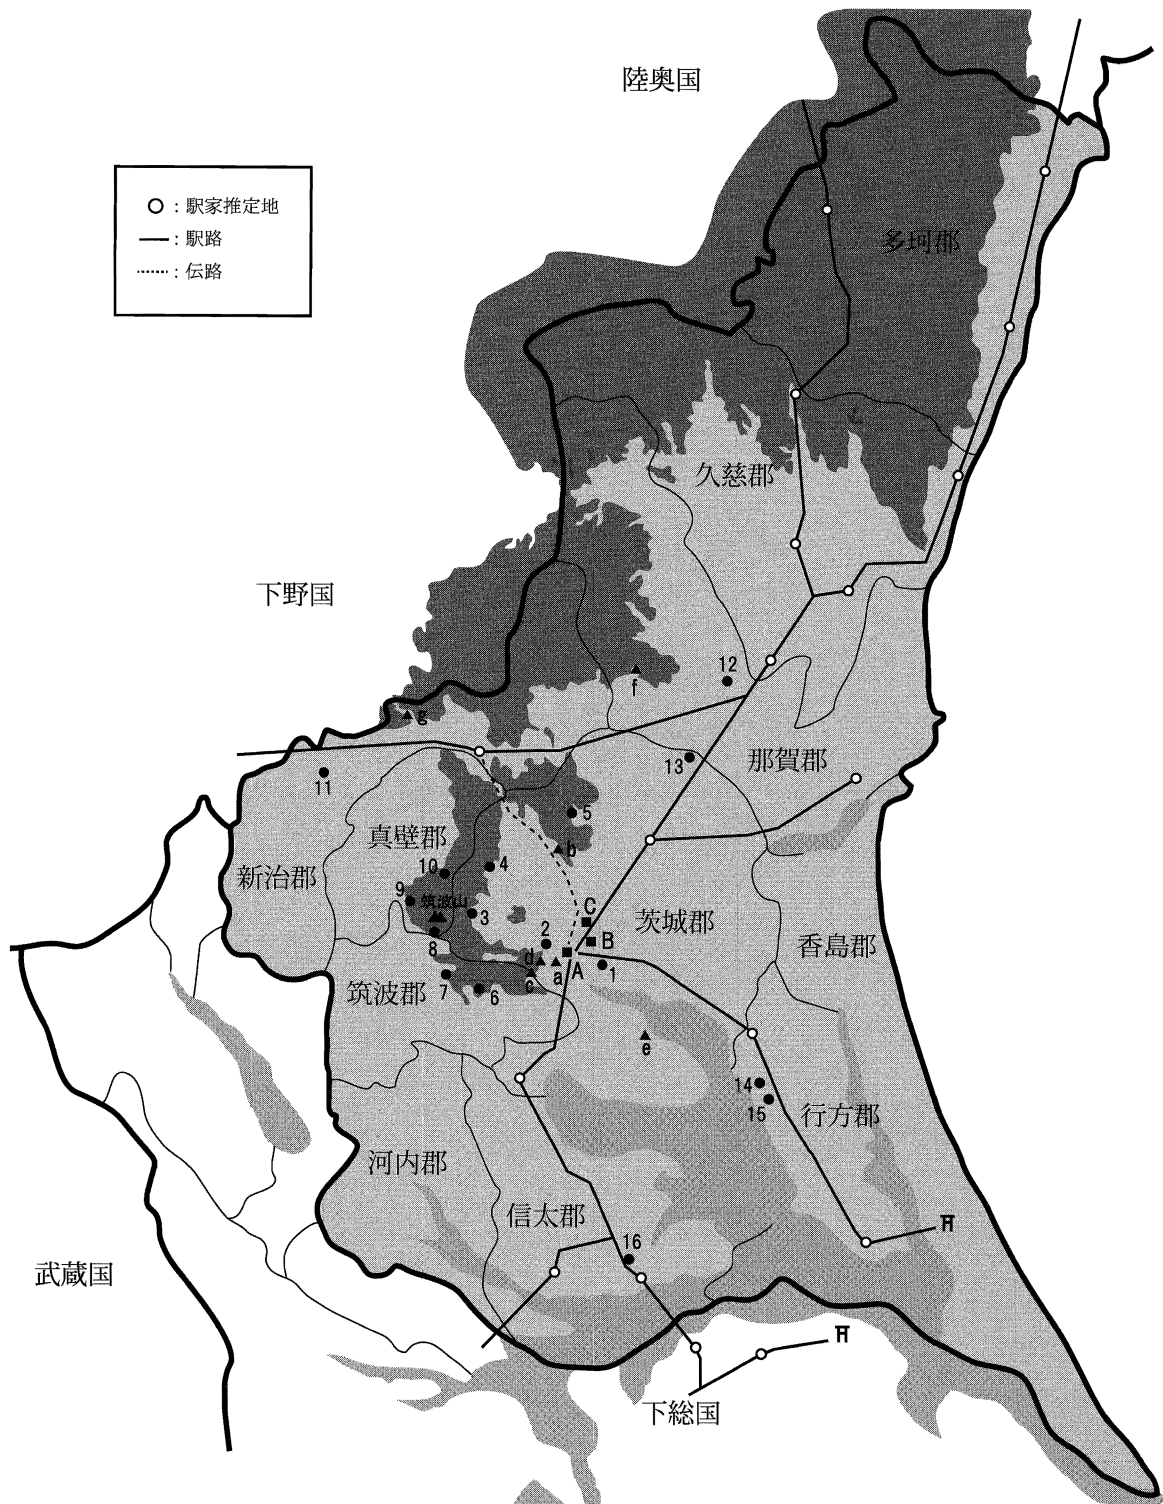 陸奥国
○：駅家推定地
―：駅路
……：伝路
多珂郡
久慈郡
下野国
12
f
g
那賀郡
13
11
5
真壁郡
b
10
4
新治郡
9
筑波山
3
C
茨城郡
2
B
香島郡
8
d
a
A
1
c
7
6
筑波郡
e
14
15
行方郡
河内郡
信太郡
16
武蔵国
下総国